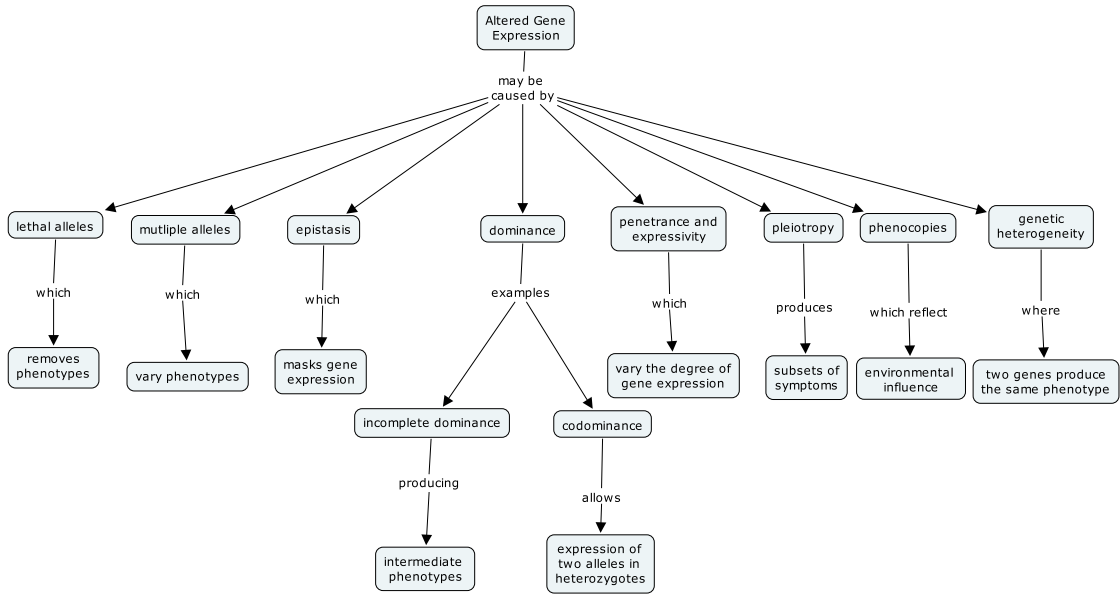 Altered Gene
Expression
may be
caused by
lethal alleles
mutliple alleles
epistasis
dominance
penetrance and
expressivity
pleiotropy
phenocopies
genetic
heterogeneity
which
which
which
examples
which
produces
which reflect
where
removes
phenotypes
vary phenotypes
masks gene
expression
vary the degree of
gene expression
subsets of
symptoms
environmental
influence
two genes produce
the same phenotype
incomplete dominance
codominance
producing
allows
intermediate
phenotypes
expression of
two alleles in
heterozygotes